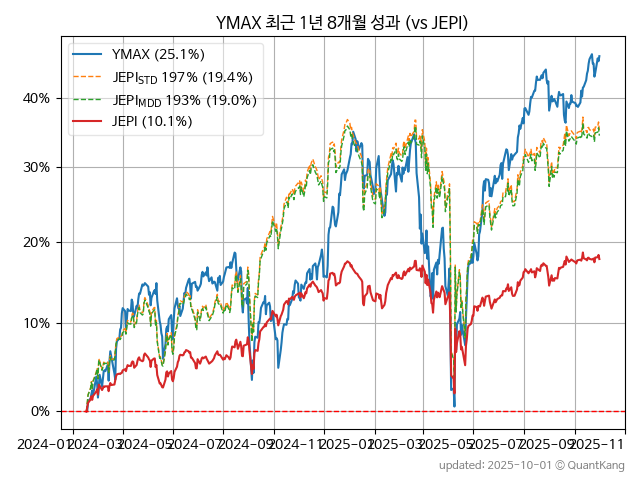 YMAX 최근 1년 8개월 성과 (vs JEPI)
YMAX (25.1%)
JEPI_STD 197% (19.4%)
JEPI_MDD 193% (19.0%)
JEPI (10.1%)
40%
30%
20%
10%
0%
2024-01 2024-03 2024-05 2024-07 2024-09 2024-11 2025-01 2025-03 2025-05 2025-07 2025-09 2025-11
updated: 2025-10-01 © QuantKang